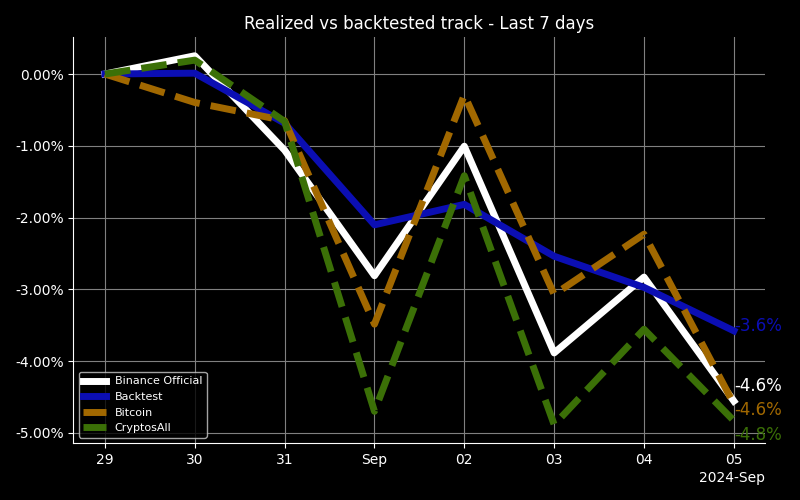 Realized vs backtested track - Last 7 days
0.00%
-1.00%
-2.00%
-3.00%
-4.00%
-5.00%
-3.6%
-4.6%
-4.6%
-4.8%
Binance Official
Backtest
Bitcoin
CryptosAll
29 30 31 Sep 02 03 04 05
2024-Sep